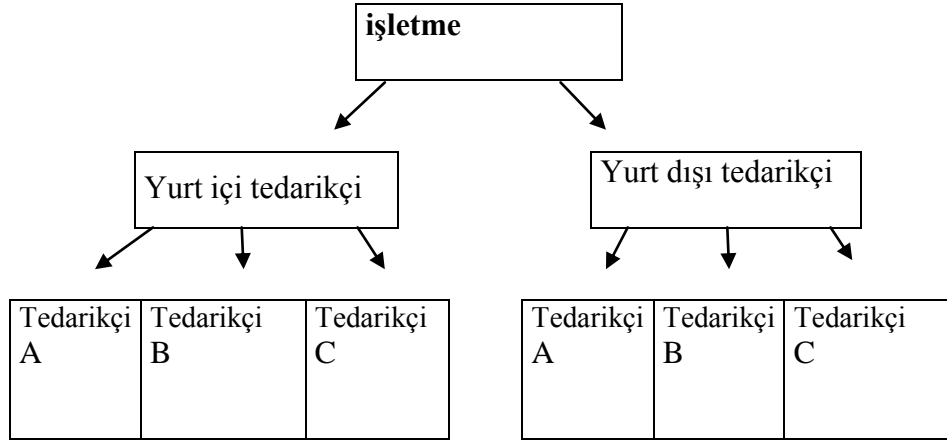 işletme
Yurt içi tedarikçi
Yurt dışı tedarikçi
Tedarikçi
A
Tedarikçi
B
Tedarikçi
C
Tedarikçi
A
Tedarikçi
B
Tedarikçi
C